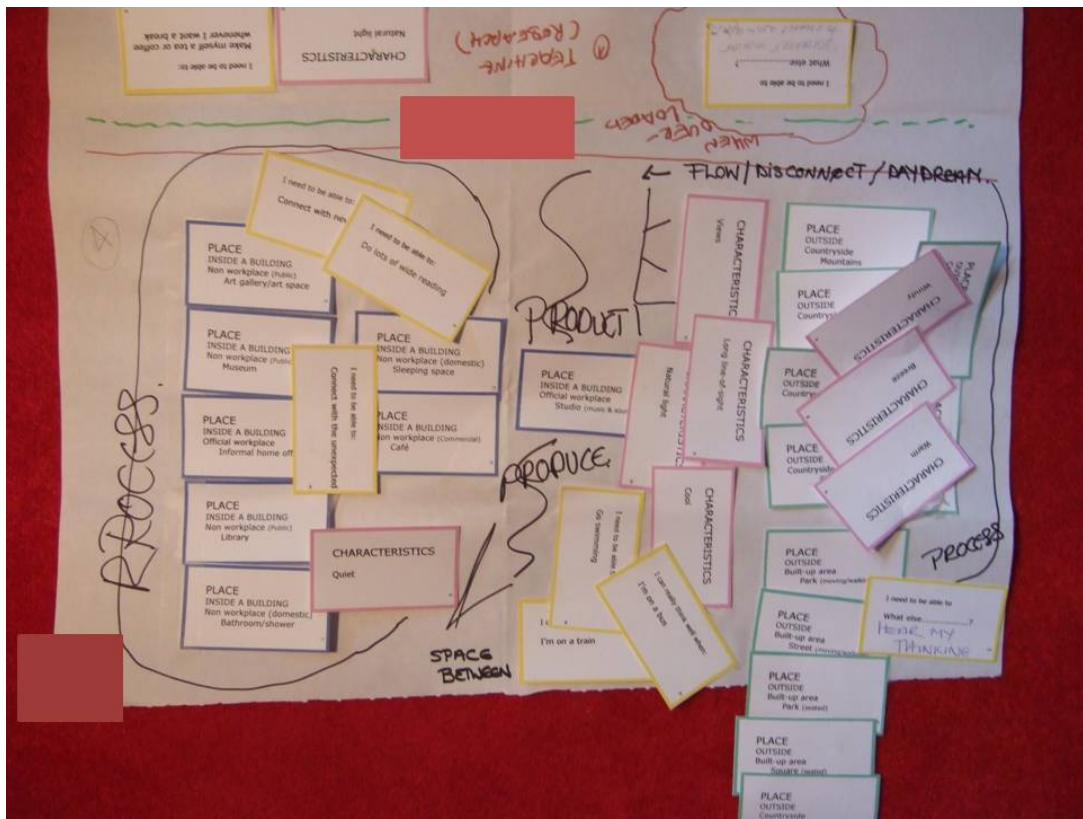 I need to be able to:
Make myself a tea or coffee
whenever I want a break
CHARACTERISTICS
Natural light
TEACHING
(RESEARCH)
I need to be able to
What else..............?
WHEN
OVER-
LOADED
← FLOW/DISCONNECT/DAYDREAM.
PROCESS.
I need to be able to:
Connect with
I need to be able to:
Do lots of wide reading
PLACE
INSIDE A BUILDING
Non workplace (Public)
Art gallery/art space
PLACE
INSIDE A BUILDING
Non workplace (Public)
Museum
PLACE
INSIDE A BUILDING
Non workplace (domestic)
Sleeping space
I need to be able to:
Connect with the unexpected
PLACE
INSIDE A BUILDING
Official workplace
Informal home off
PLACE
INSIDE A BUILDING
Non workplace (Commercial)
Café
PLACE
INSIDE A BUILDING
Non workplace (Public)
Library
CHARACTERISTICS
Quiet
PLACE
INSIDE A BUILDING
Non workplace (domestic)
Bathroom/shower
PRODUCT
PLACE
INSIDE A BUILDING
Official workplace
Studio (music &
PRODUCE
SPACE
BETWEEN
CHARACTERISTICS
Views
CHARACTERISTICS
Long line-of-sight
Natural light
CHARACTERISTICS
Cool
I need to be able to
Go swimming
I'm on a train
I can really think well when:
I'm on a bus
PLACE
OUTSIDE
Countryside
Mountains
PLACE
OUTSIDE
PLACE
OUTSIDE
PLACE
OUTSIDE
Countryside
CHARACTERISTICS
Windy
CHARACTERISTICS
Breeze
CHARACTERISTICS
Warm
PROCESS
PLACE
OUTSIDE
Built-up area
Park
PLACE
OUTSIDE
Built-up area
Street
I need to be able to
What else..............?
HEAR MY
THINKING
PLACE
OUTSIDE
Built-up area
Park (seated)
PLACE
OUTSIDE
Built-up area
Square (seated)
PLACE
OUTSIDE
Countryside